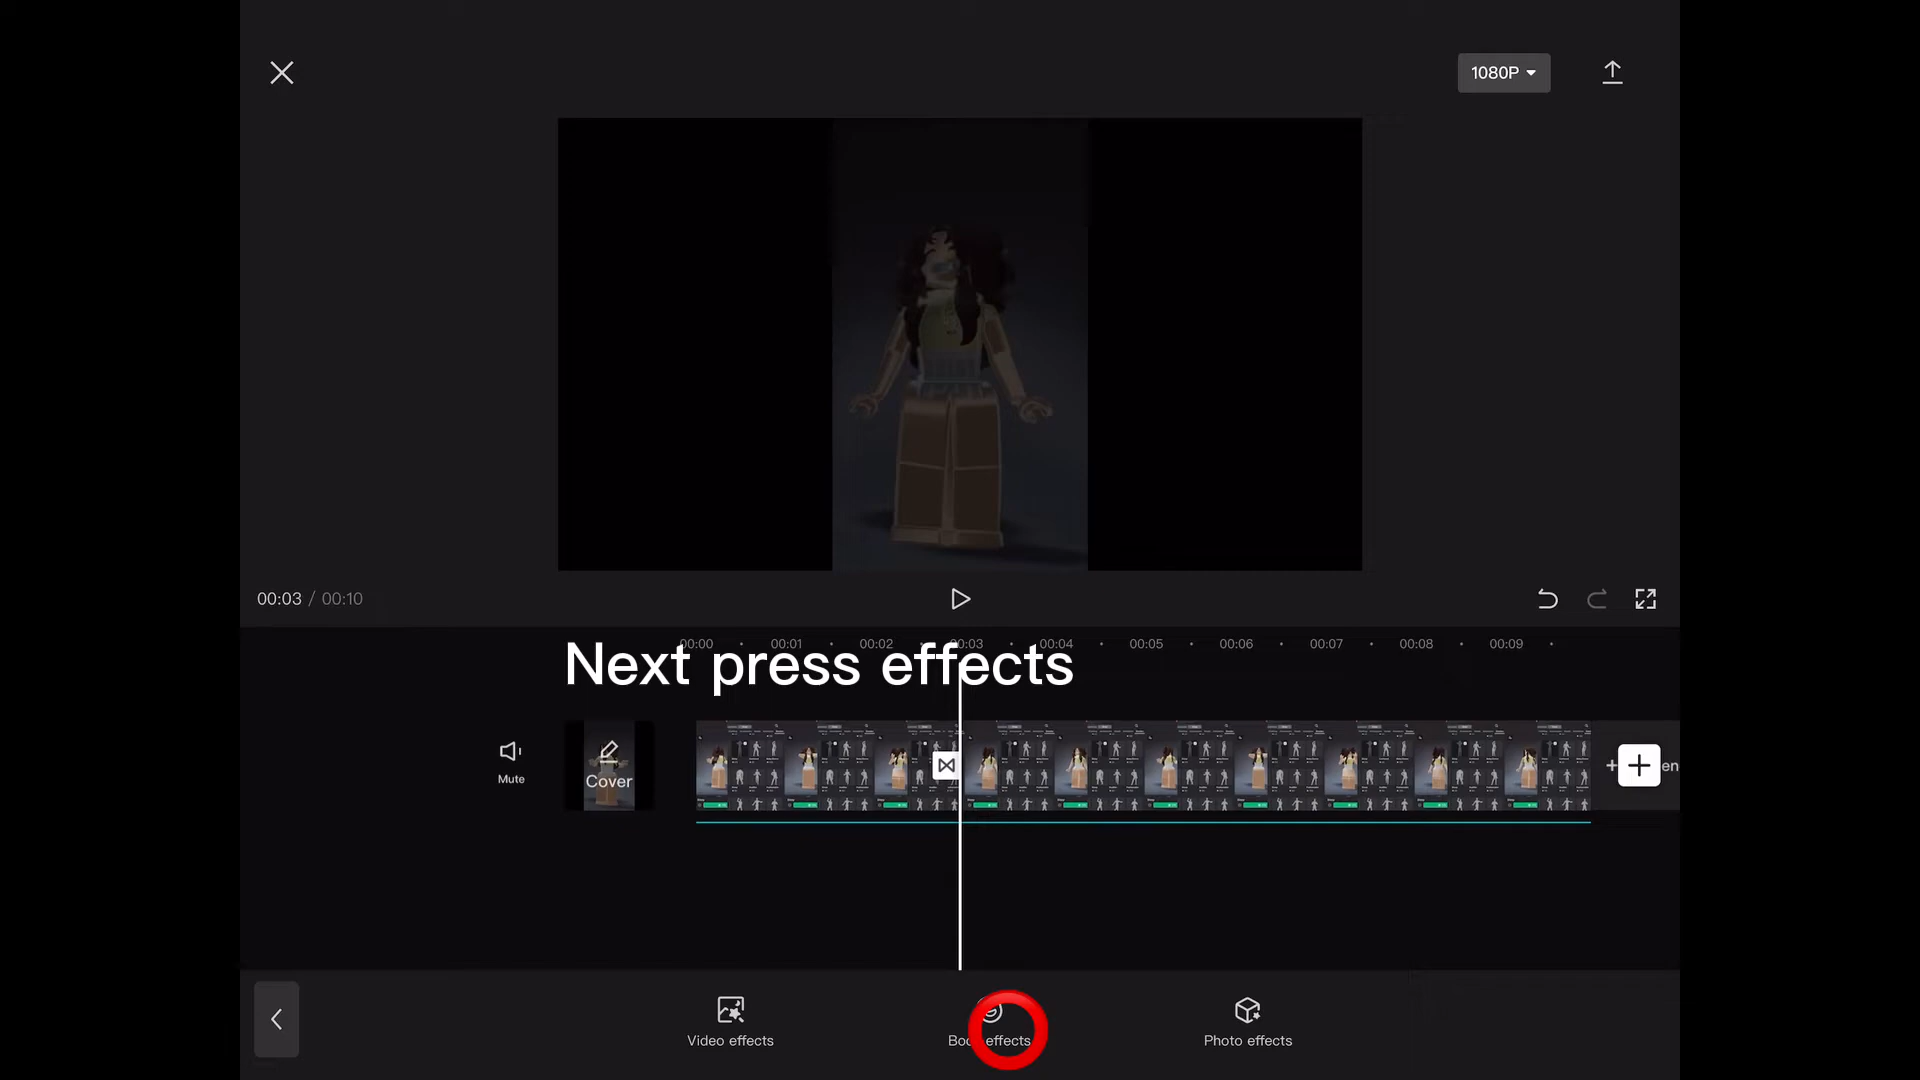 1080P
00:03 / 00:10
00:00 00:01 00:02 00:03 00:04 00:05 00:06 00:07 00:08 00:09
Next press effects
Mute
Cover
Video effects
Body effects
Photo effects